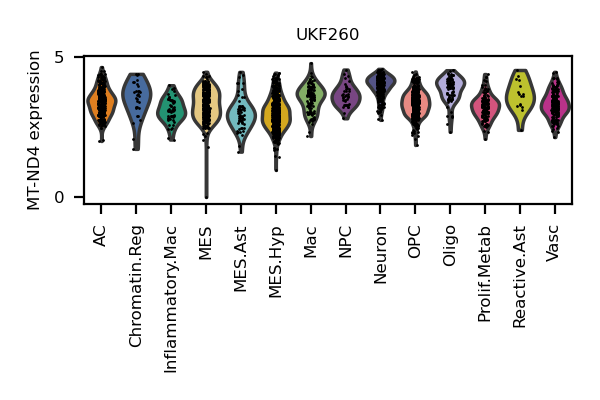 UKF260
MT-ND4 expression
5
0
AC
Chromatin.Reg
Inflammatory.Mac
MES
MES.Ast
MES.Hyp
Mac
NPC
Neuron
OPC
Oligo
Prolif.Metab
Reactive.Ast
Vasc